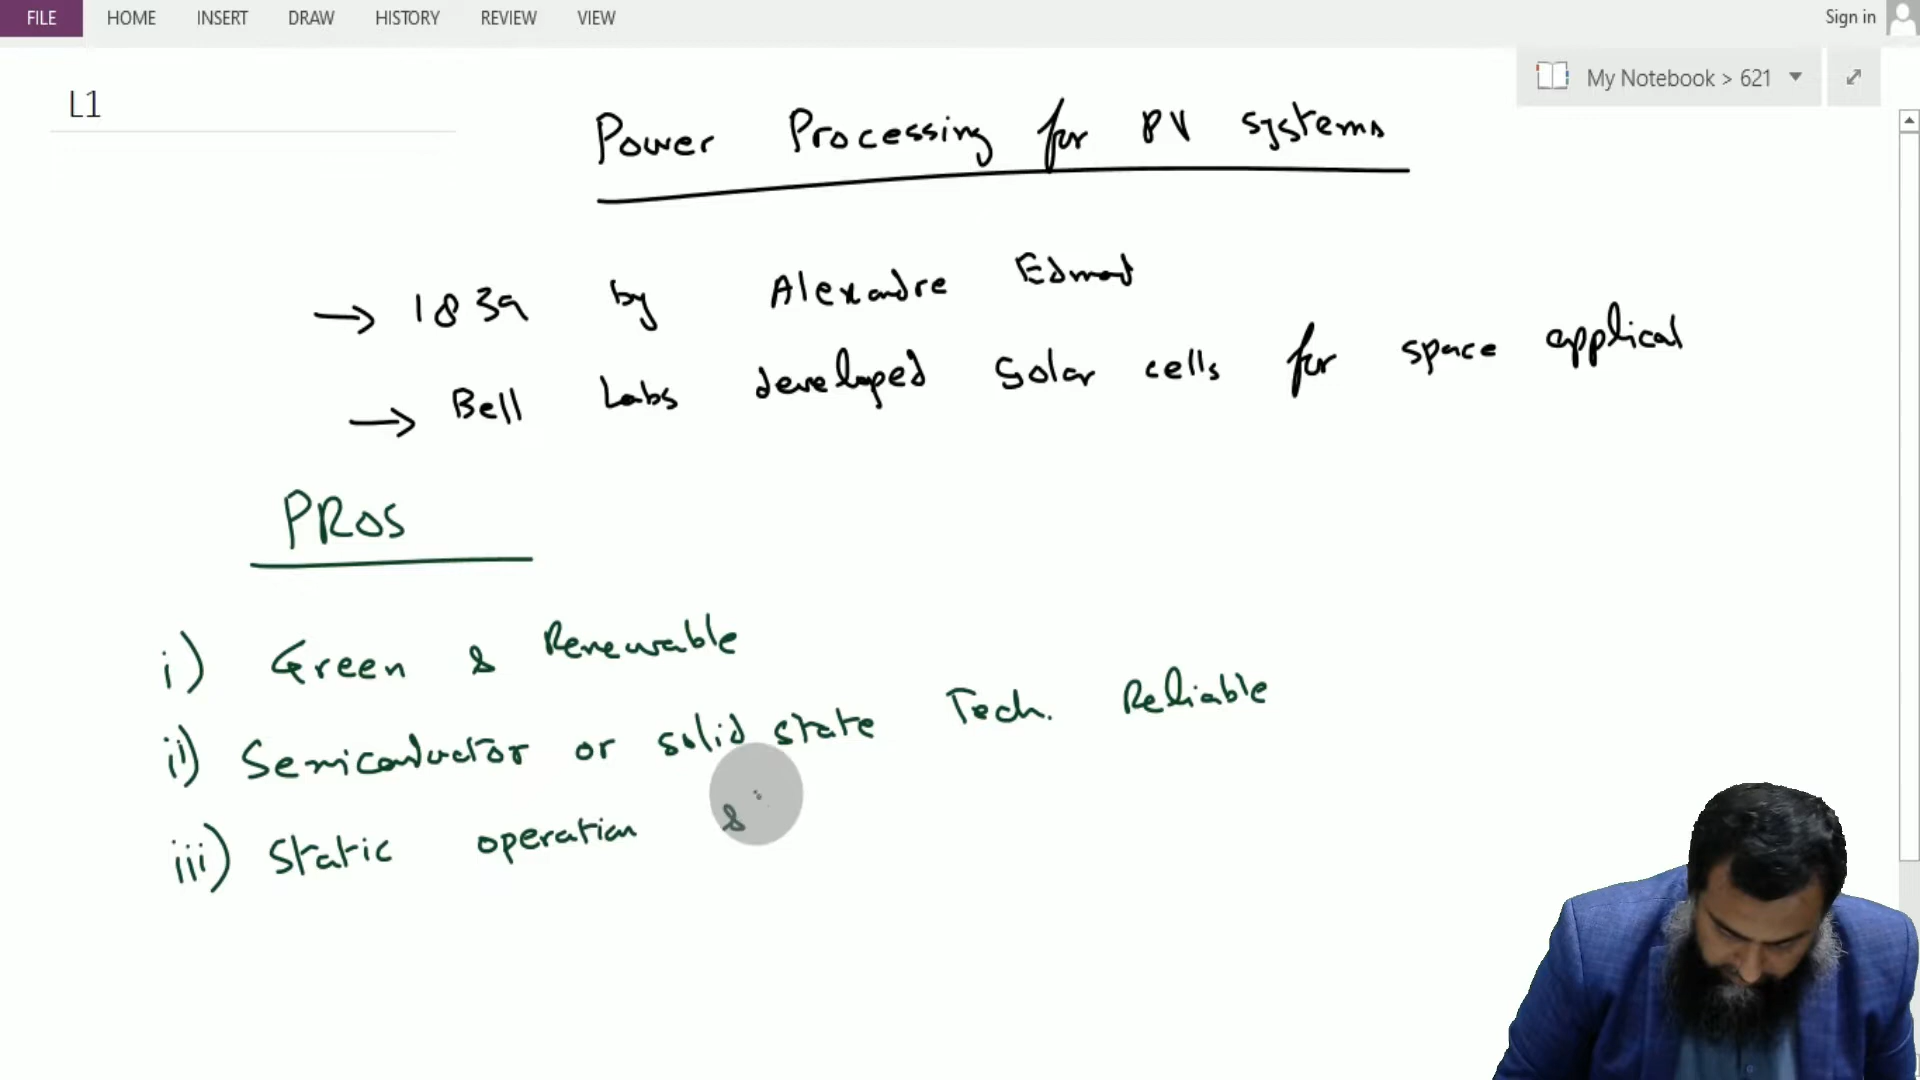 FILE HOME INSERT DRAW HISTORY REVIEW VIEW Sign in
My Notebook > 621
L1
Power Processing for PV systems
→ 1839 by Alexandre Edmond
→ Bell Labs developed Solar cells for space applicat
PROS
i) Green & Renewable
ii) Semiconductor or solid state Tech. Reliable
iii) Static operation &